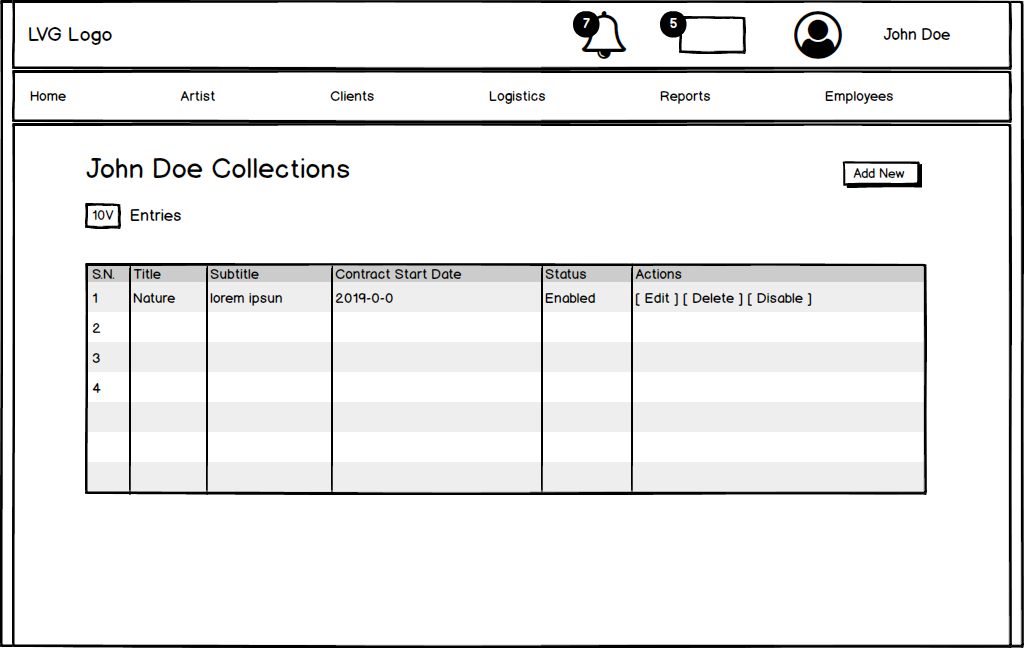 LVG Logo 7 5 John Doe
Home Artist Clients Logistics Reports Employees
John Doe Collections Add New
10V Entries
S.N. Title Subtitle Contract Start Date Status Actions
1 Nature lorem ipsun 2019-0-0 Enabled [ Edit ] [ Delete ] [ Disable ]
2
3
4